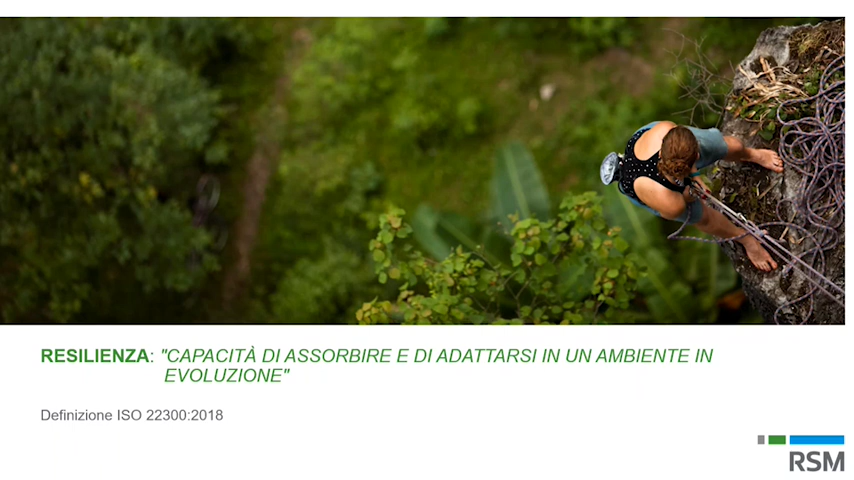 RESILIENZA: "CAPACITÀ DI ASSORBIRE E DI ADATTARSI IN UN AMBIENTE IN
EVOLUZIONE"
Definizione ISO 22300:2018
RSM